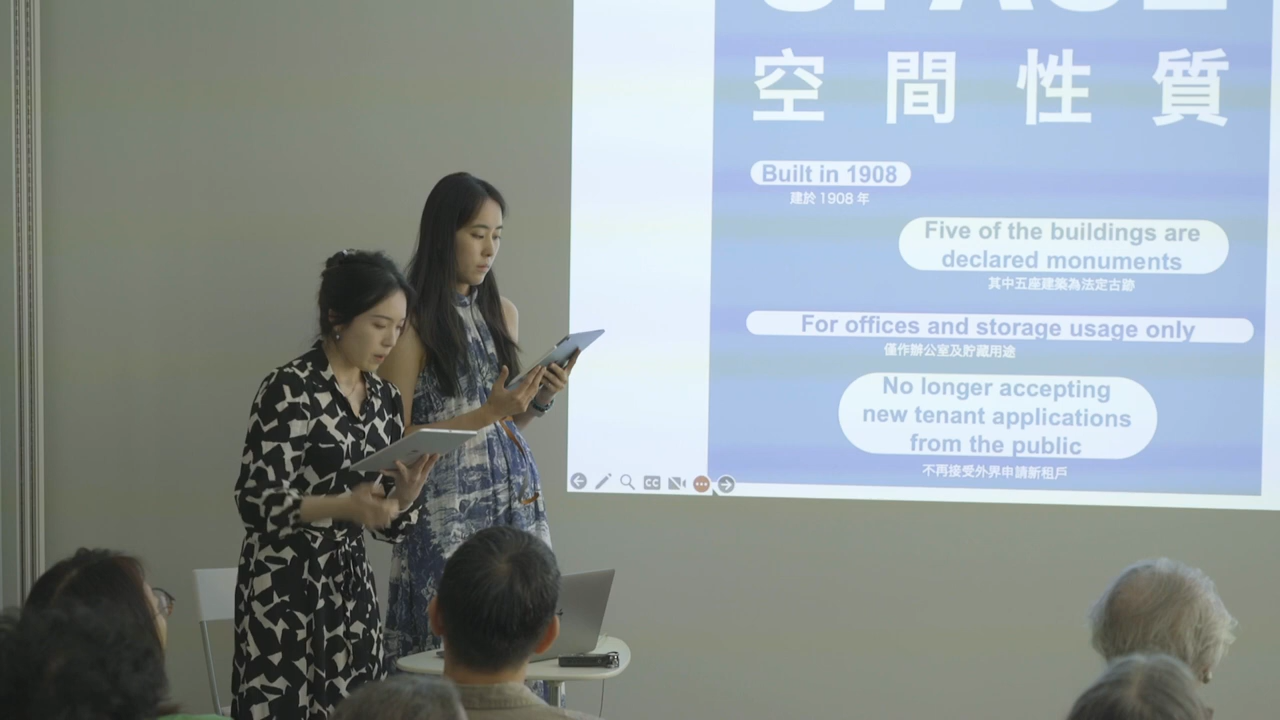 SPACE
空間性質
Built in 1908
建於 1908 年
Five of the buildings are
declared monuments
其中五座建築為法定古蹟
For offices and storage usage only
僅作辦公室及貯藏用途
No longer accepting
new tenant applications
from the public
不再接受外界申請新租戶
CC